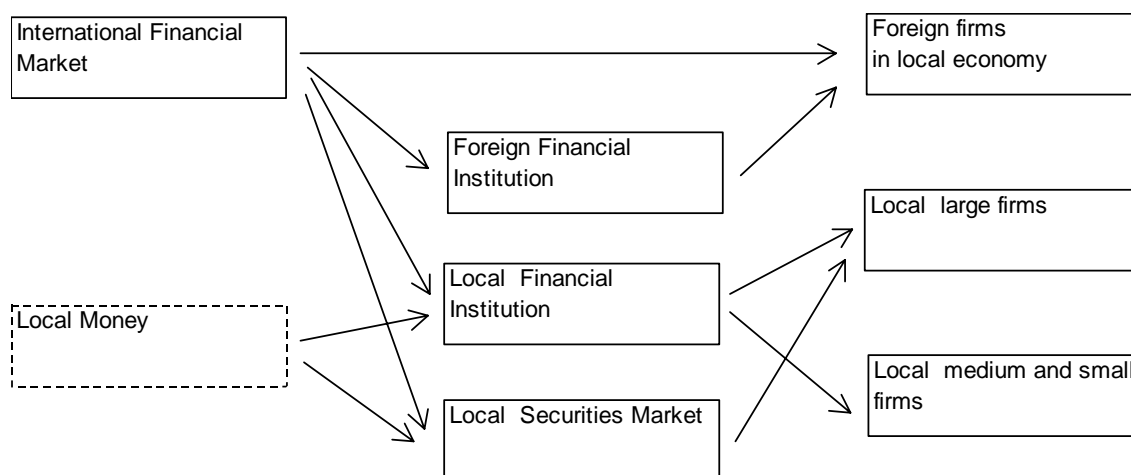 International Financial
Market
Foreign firms
in local economy
Foreign Financial
Institution
Local large firms
Local Financial
Institution
Local Money
Local medium and small
firms
Local Securities Market